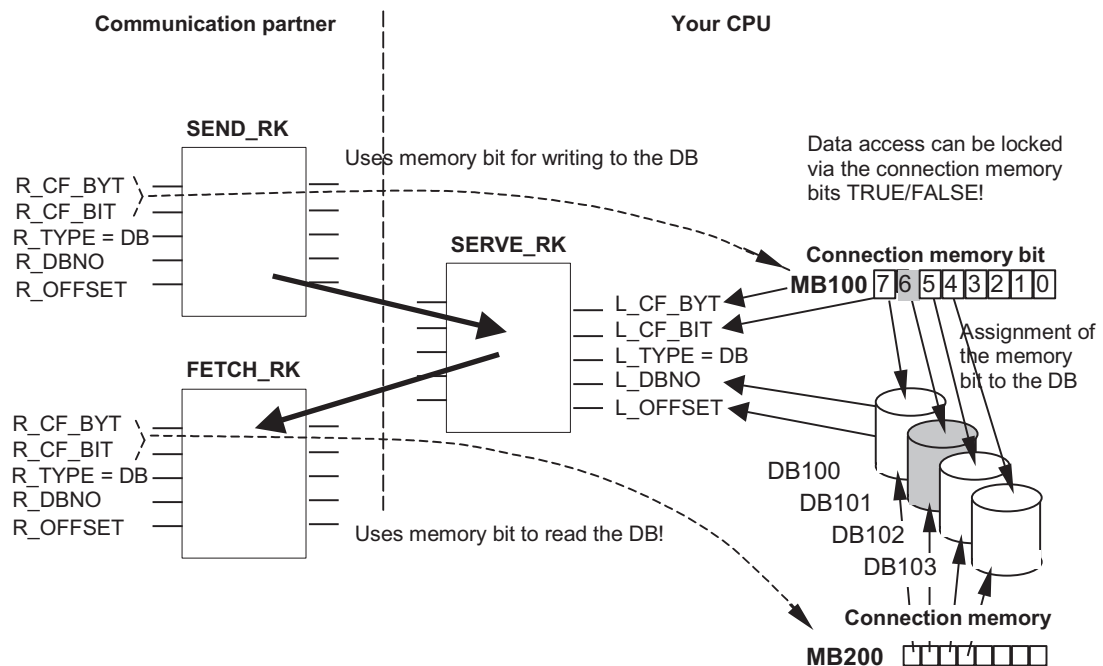 Communication partner
Your CPU
SEND_RK
Uses memory bit for writing to the DB
Data access can be locked
via the connection memory
bits TRUE/FALSE!
R_CF_BYT
R_CF_BIT
R_TYPE = DB
R_DBNO
R_OFFSET
SERVE_RK
Connection memory bit
MB100 7 6 5 4 3 2 1 0
L_CF_BYT
L_CF_BIT
L_TYPE = DB
L_DBNO
L_OFFSET
Assignment of
the memory
bit to the DB
FETCH_RK
R_CF_BYT
R_CF_BIT
R_TYPE = DB
R_DBNO
R_OFFSET
Uses memory bit to read the DB!
DB100
DB101
DB102
DB103
Connection memory
MB200